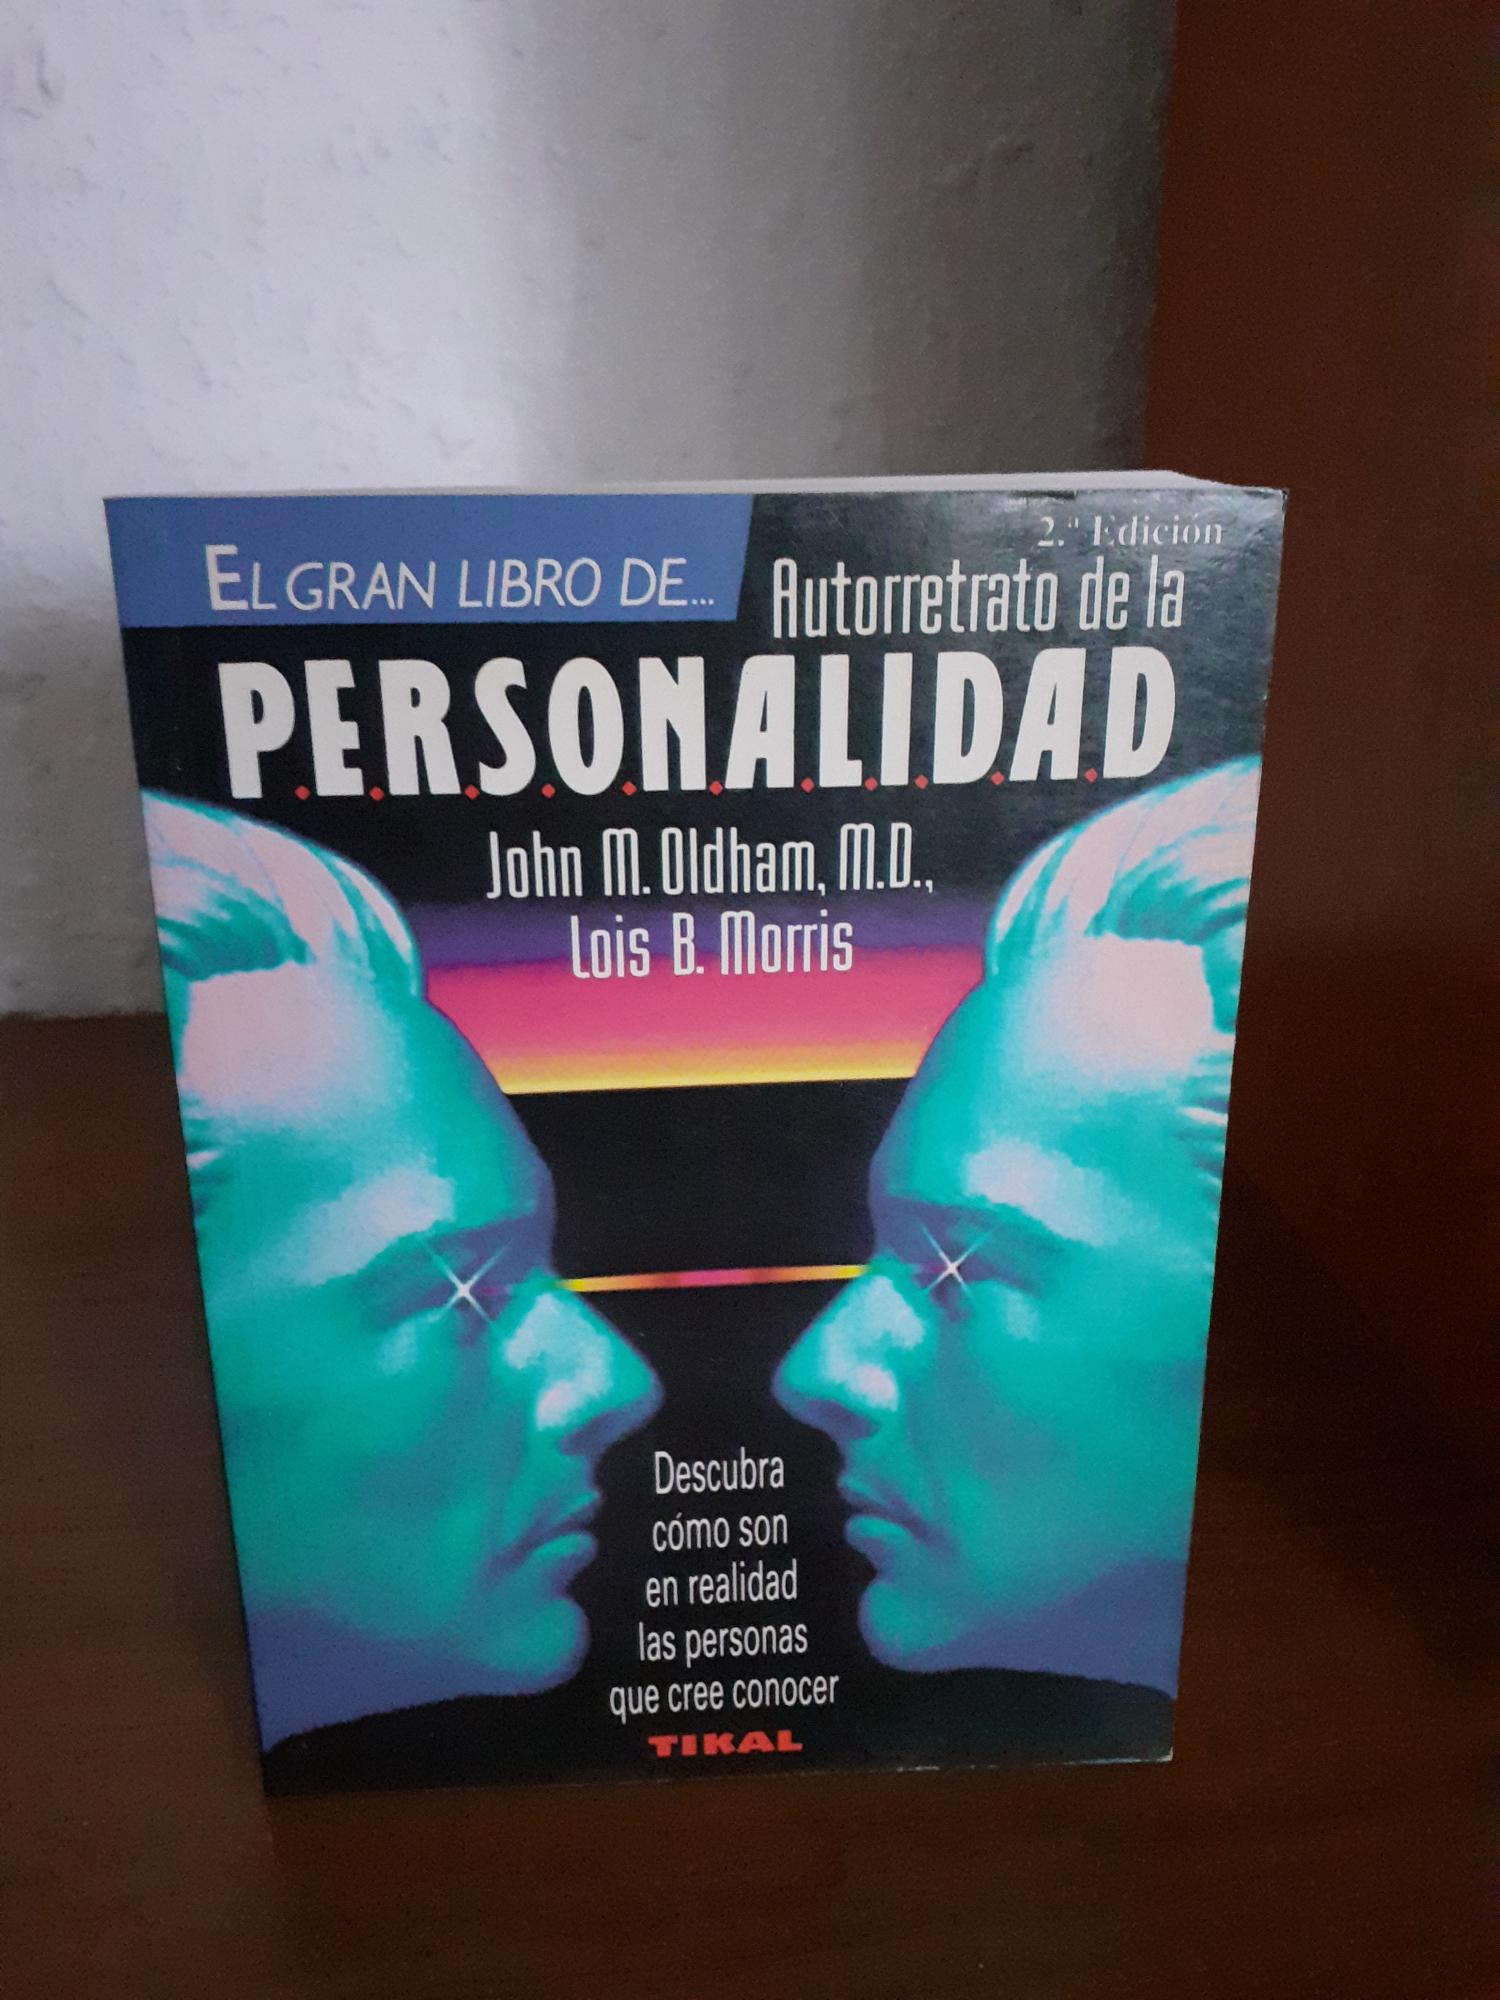 2.ª Edición
EL GRAN LIBRO DE...
Autorretrato de la
P.E.R.S.O.N.A.L.I.D.A.D
John M. Oldham, M.D.,
Lois B. Morris
Descubra
cómo son
en realidad
las personas
que cree conocer
TIKAL